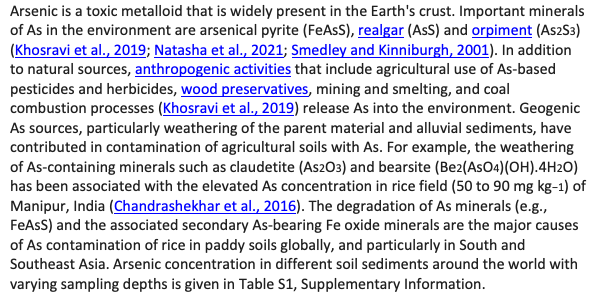 Arsenic is a toxic metalloid that is widely present in the Earth's crust. Important minerals
of As in the environment are arsenical pyrite (FeAsS), realgar (AsS) and orpiment (As2S3)
(Khosravi et al., 2019; Natasha et al., 2021; Smedley and Kinniburgh, 2001). In addition
to natural sources, anthropogenic activities that include agricultural use of As-based
pesticides and herbicides, wood preservatives, mining and smelting, and coal
combustion processes (Khosravi et al., 2019) release As into the environment. Geogenic
As sources, particularly weathering of the parent material and alluvial sediments, have
contributed in contamination of agricultural soils with As. For example, the weathering
of As-containing minerals such as claudetite (As2O3) and bearsite (Be2(AsO4)(OH).4H2O)
has been associated with the elevated As concentration in rice field (50 to 90 mg kg−1) of
Manipur, India (Chandrashekhar et al., 2016). The degradation of As minerals (e.g.,
FeAsS) and the associated secondary As-bearing Fe oxide minerals are the major causes
of As contamination of rice in paddy soils globally, and particularly in South and
Southeast Asia. Arsenic concentration in different soil sediments around the world with
varying sampling depths is given in Table S1, Supplementary Information.